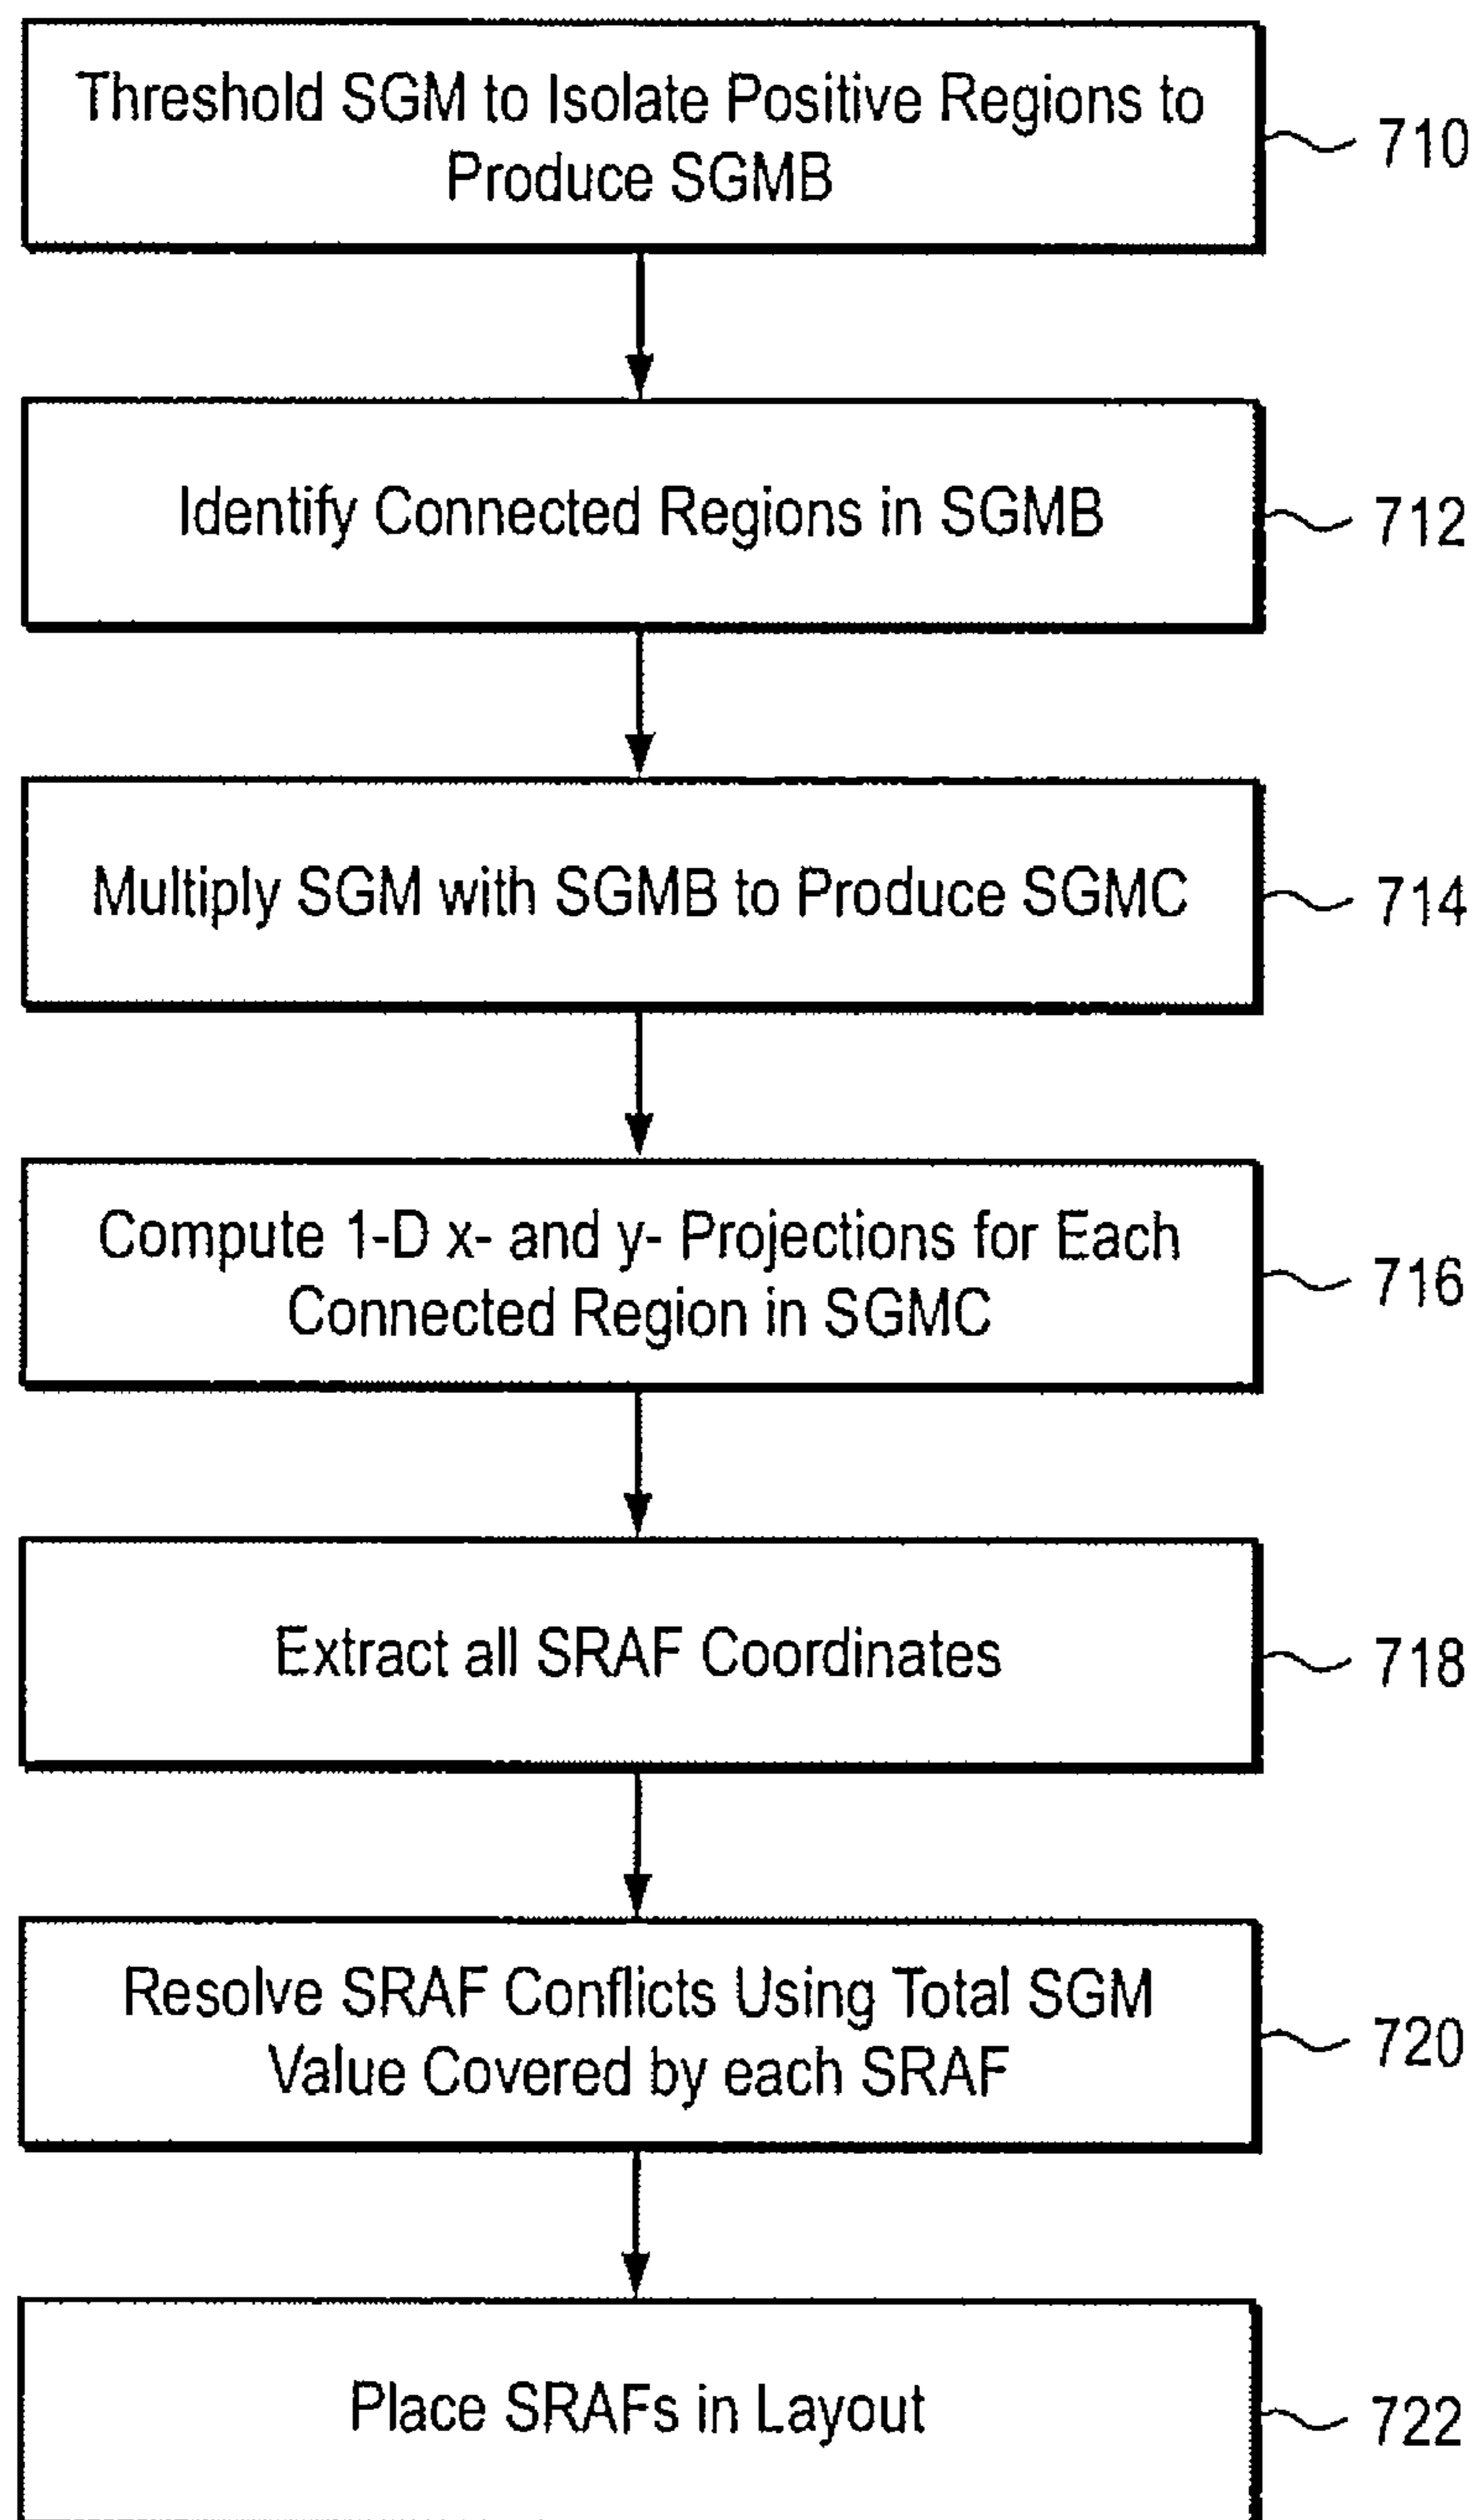 Threshold SGM to Isolate Positive Regions to
Produce SGMB
710
Identify Connected Regions in SGMB
712
Multiply SGM with SGMB to Produce SGMC
714
Compute 1-D x- and y- Projections for Each
Connected Region in SGMC
716
Extract all SRAF Coordinates
718
Resolve SRAF Conflicts Using Total SGM
Value Covered by each SRAF
720
Place SRAFs in Layout
722